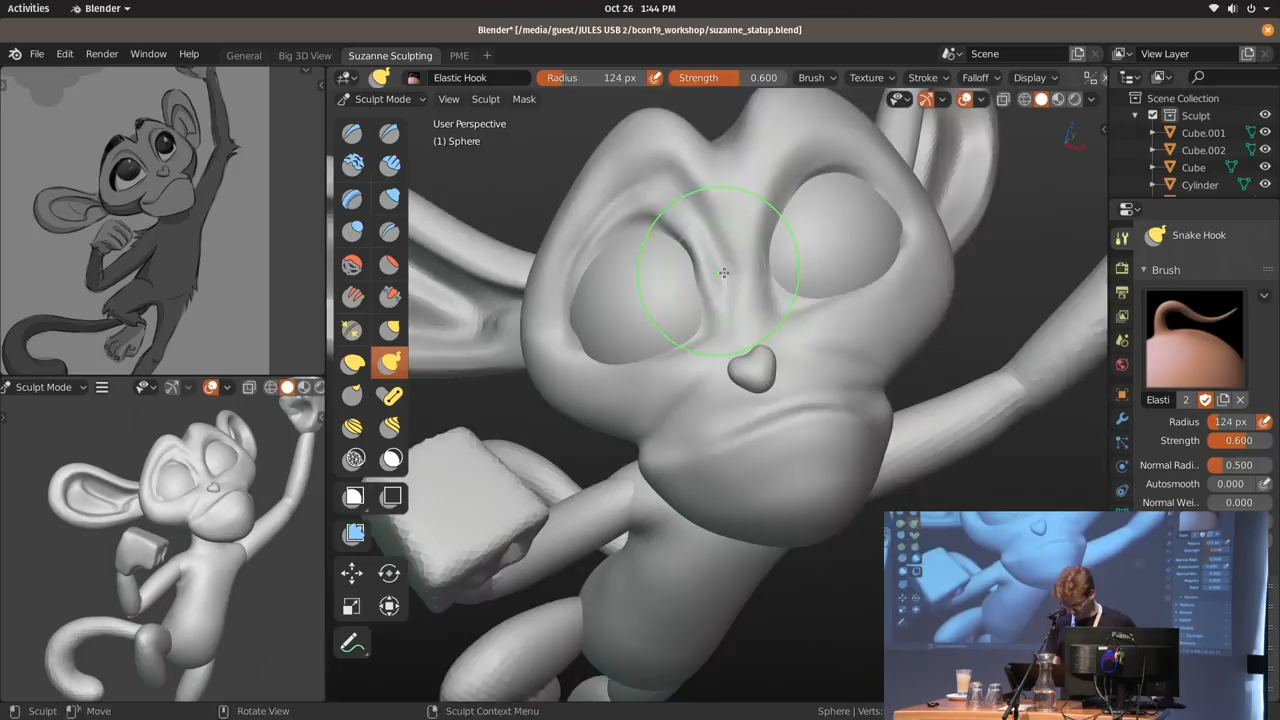 Activities
Blender
Oct 26 1:44 PM
Blender* [/media/guest/JULES USB 2/bcon19_workshop/suzanne_statup.blend]
File Edit Render Window Help
General Big 3D View Suzanne Sculpting PME +
Scene
View Layer
Elastic Hook
Radius 124 px
Strength 0.600
Brush
Texture
Stroke
Falloff
Display
Sculpt Mode
View
Sculpt
Mask
User Perspective
(1) Sphere
Scene Collection
Sculpt
Cube.001
Cube.002
Cube
Cylinder
Snake Hook
Brush
Elasti 2
Radius 124 px
Strength 0.600
Normal Radi.. 0.500
Autosmooth 0.000
Normal Wei.. 0.000
Sculpt Mode
Sculpt
Move
Rotate View
Sculpt Context Menu
Sphere | Verts: